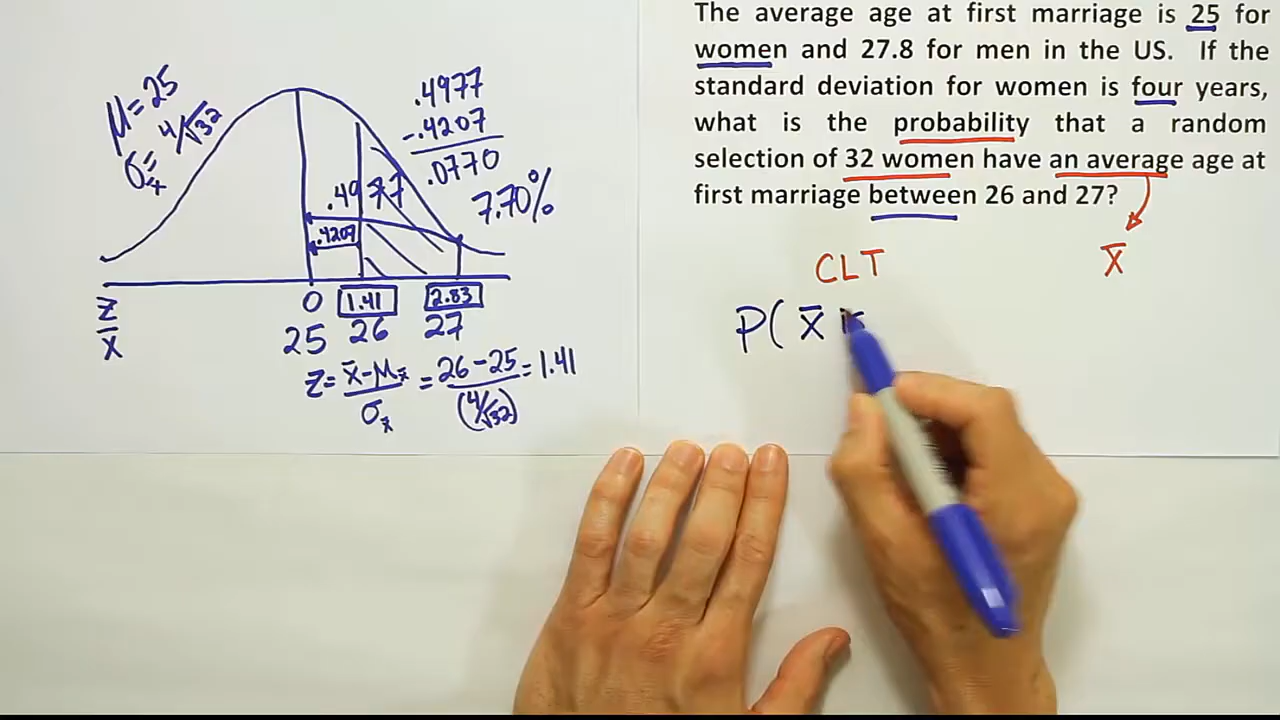 The average age at first marriage is 25 for
women and 27.8 for men in the US. If the
standard deviation for women is four years,
what is the probability that a random
selection of 32 women have an average age at
first marriage between 26 and 27?
x̄
CLT
P( x̄
μ = 25
σx̄ = 4/√32
.4977
-.4207
.0770
7.70%
.4977
.4207
Z 0 1.41 2.83
x̄ 25 26 27
Z = x̄-μx̄ / σx̄ = 26-25 / (4/√32) = 1.41